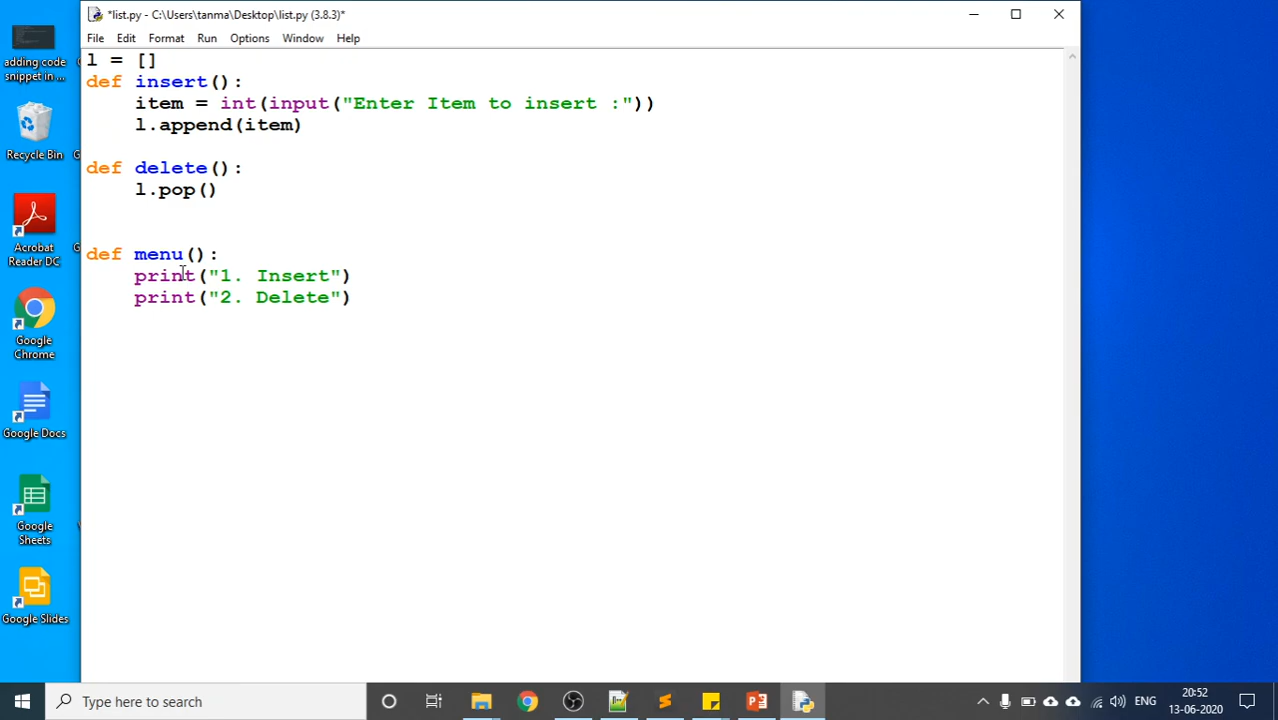 *list.py - C:\Users\tanma\Desktop\list.py (3.8.3)*
File Edit Format Run Options Window Help
l = []
def insert():
    item = int(input("Enter Item to insert :"))
    l.append(item)
def delete():
    l.pop()
def menu():
    print("1. Insert")
    print("2. Delete")
adding code
snippet in ...
Recycle Bin
Acrobat
Reader DC
Google
Chrome
Google Docs
Google
Sheets
Google Slides
Type here to search
ENG
20:52
13-06-2020